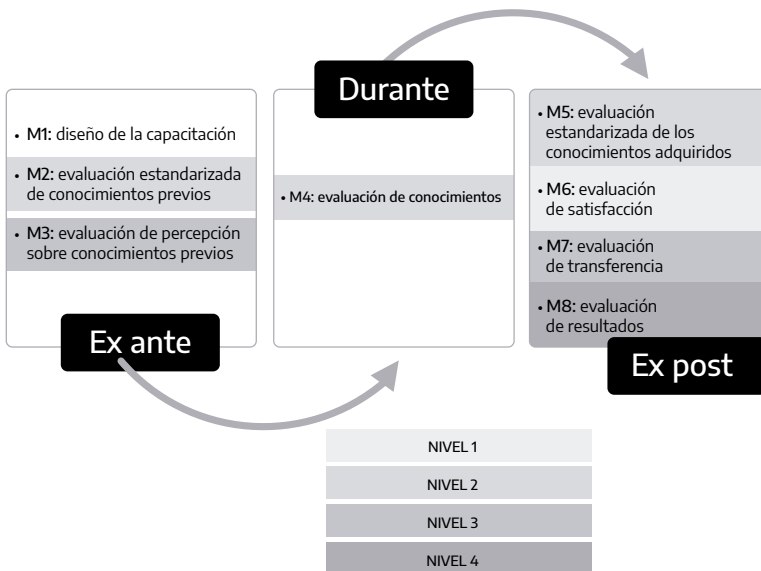 Ex ante
• M1: diseño de la capacitación
• M2: evaluación estandarizada
de conocimientos previos
• M3: evaluación de percepción
sobre conocimientos previos
Durante
• M4: evaluación de conocimientos
Ex post
• M5: evaluación
estandarizada de los
conocimientos adquiridos
• M6: evaluación
de satisfacción
• M7: evaluación
de transferencia
• M8: evaluación
de resultados
NIVEL 1
NIVEL 2
NIVEL 3
NIVEL 4